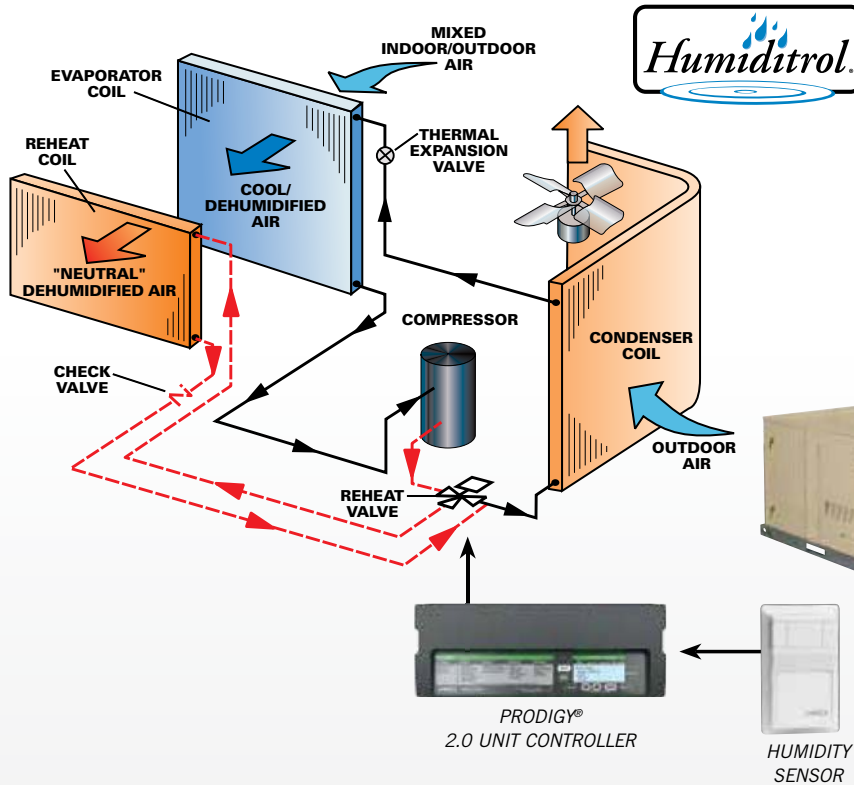 Humiditrol®
MIXED
INDOOR/OUTDOOR
AIR
EVAPORATOR
COIL
REHEAT
COIL
THERMAL
EXPANSION
VALVE
COOL/
DEHUMIDIFIED
AIR
"NEUTRAL"
DEHUMIDIFIED AIR
COMPRESSOR
CONDENSER
COIL
CHECK
VALVE
OUTDOOR
AIR
REHEAT
VALVE
PRODIGY®
2.0 UNIT CONTROLLER
HUMIDITY
SENSOR